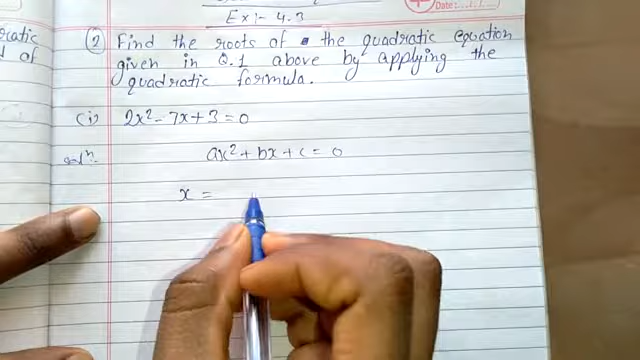 Date:
Ex:- 4.3
ratic
d of
(2) Find the roots of the quadratic equation
given in Q.1 above by applying the
quadratic formula.
(i) 2x² - 7x + 3 = 0
Solⁿ:
ax² + bx + c = 0
x =